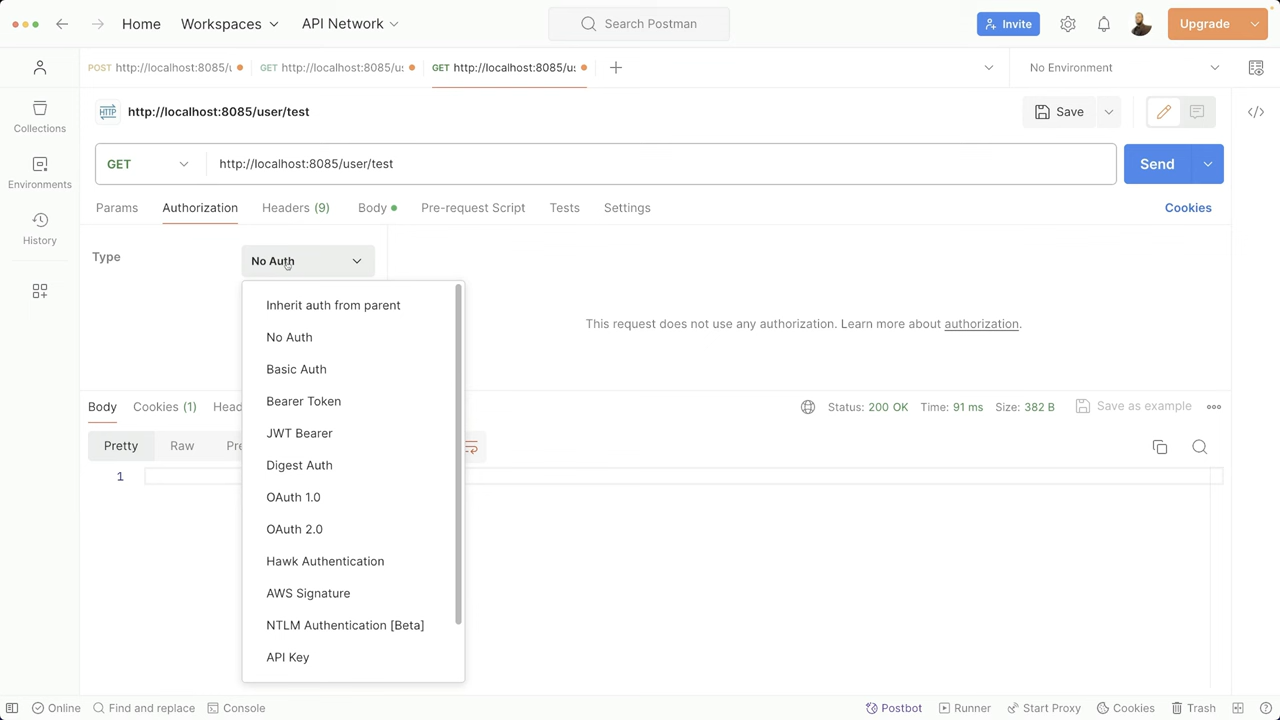 Home Workspaces API Network Search Postman Invite Upgrade
POST http://localhost:8085/u GET http://localhost:8085/us GET http://localhost:8085/us No Environment
HTTP http://localhost:8085/user/test Save
Collections
GET http://localhost:8085/user/test Send
Environments
Params Authorization Headers (9) Body Pre-request Script Tests Settings Cookies
History
Type No Auth
Inherit auth from parent
This request does not use any authorization. Learn more about authorization.
No Auth
Basic Auth
Bearer Token
Body Cookies (1) Head Status: 200 OK Time: 91 ms Size: 382 B Save as example
JWT Bearer
Pretty Raw Pre
Digest Auth
1
OAuth 1.0
OAuth 2.0
Hawk Authentication
AWS Signature
NTLM Authentication [Beta]
API Key
Online Find and replace Console Postbot Runner Start Proxy Cookies Trash